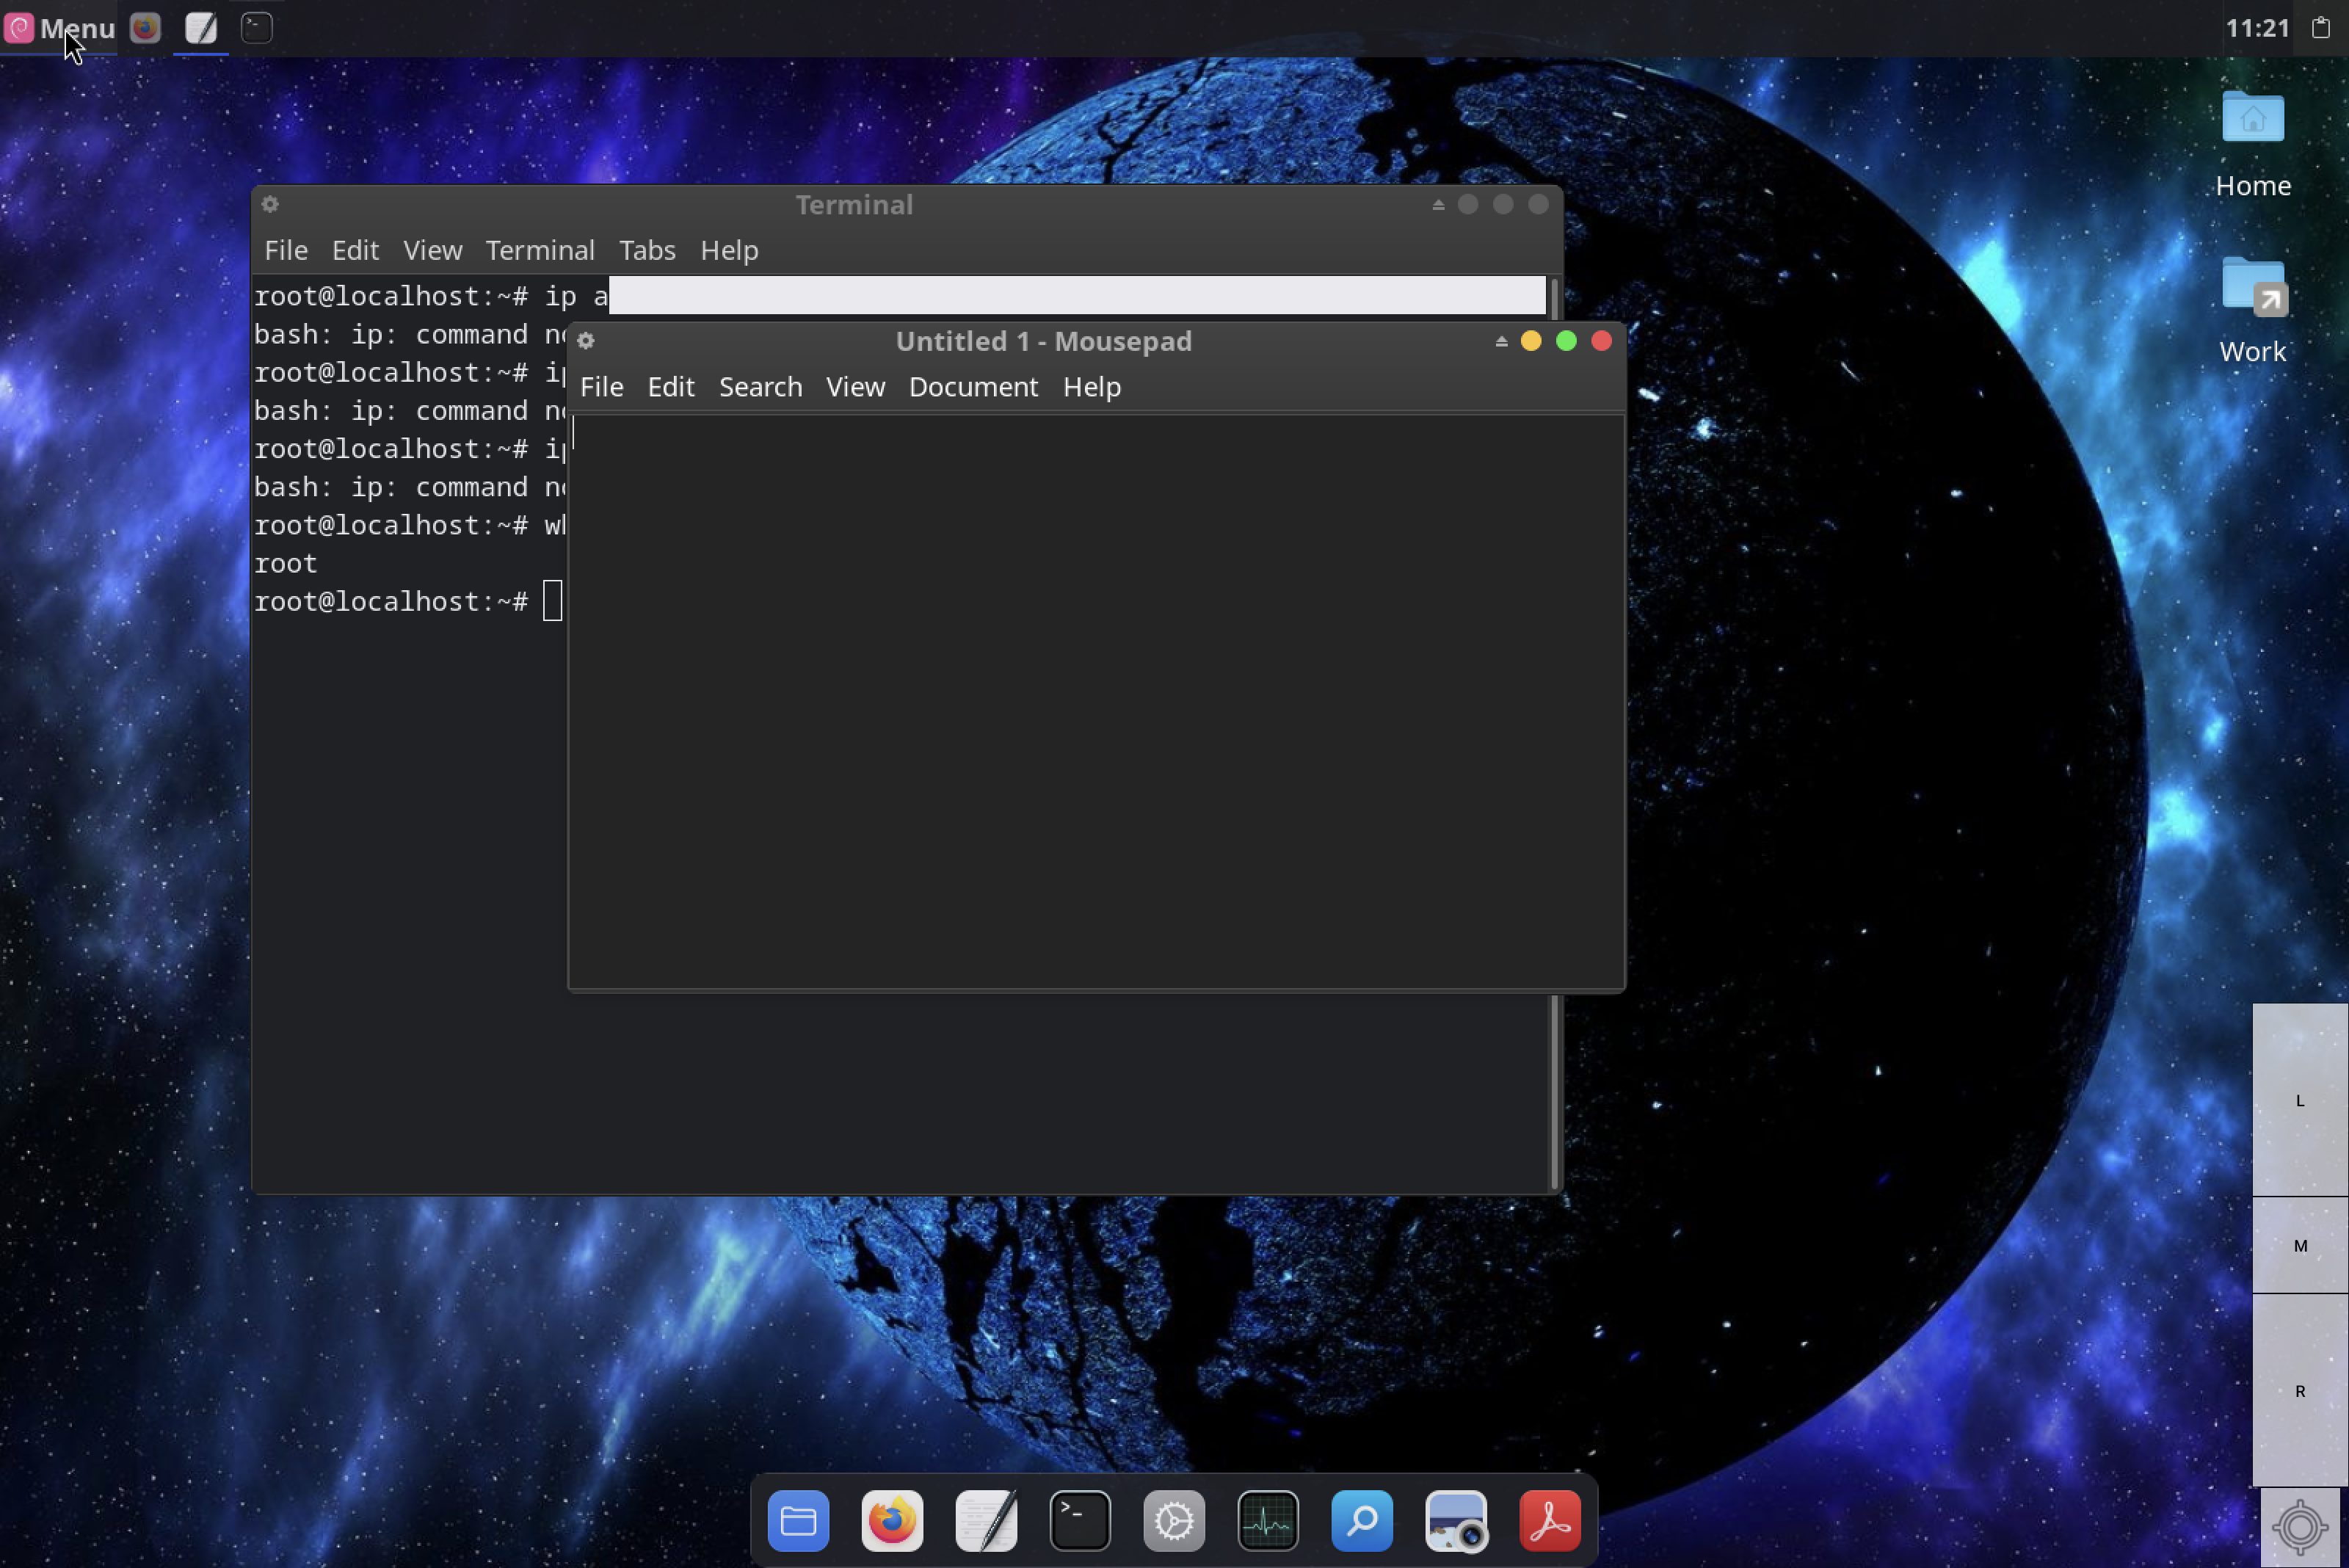 Menu
11:21
Home
Work
Terminal
File Edit View Terminal Tabs Help
root@localhost:~# ip a
bash: ip: command
root@localhost:~#
bash: ip: command
root@localhost:~#
bash: ip: command
root@localhost:~#
root
root@localhost:~#
Untitled 1 - Mousepad
File Edit Search View Document Help
L
M
R